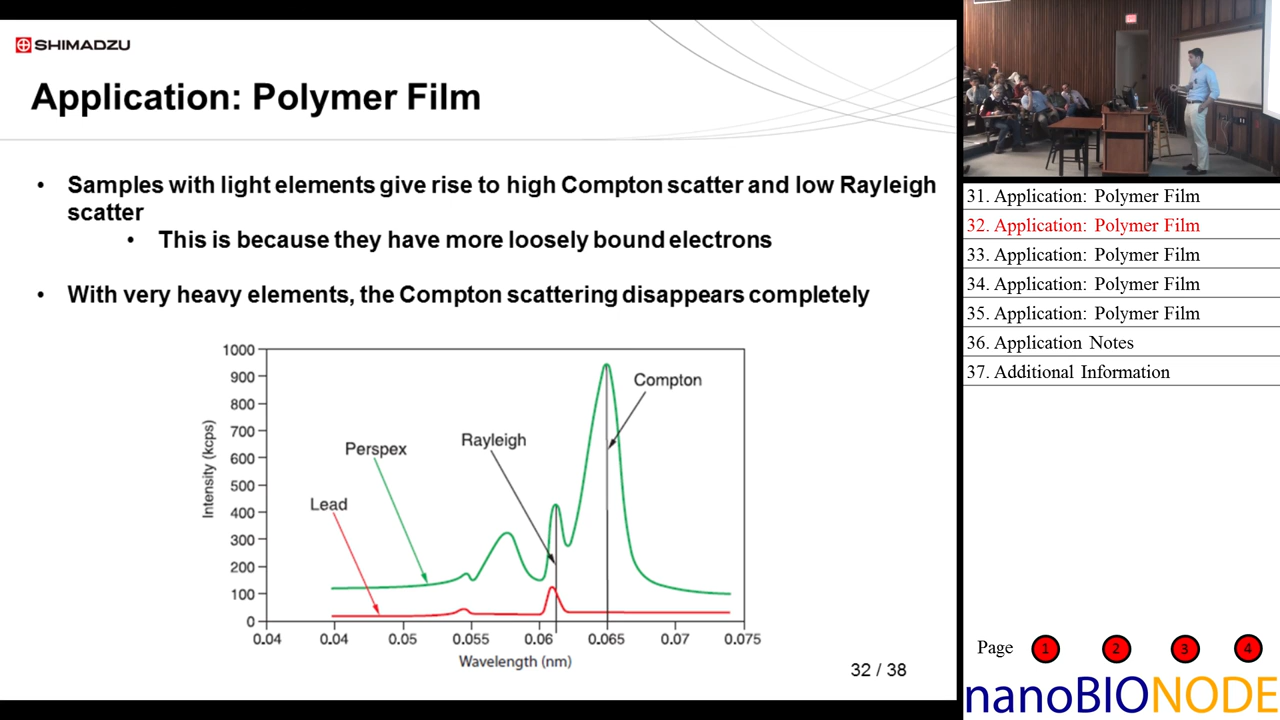 SHIMADZU
Application: Polymer Film
• Samples with light elements give rise to high Compton scatter and low Rayleigh
scatter
• This is because they have more loosely bound electrons
• With very heavy elements, the Compton scattering disappears completely
1000
900
800
700
600
500
400
300
200
100
0
Intensity (kcps)
Compton
Rayleigh
Perspex
Lead
0.04 0.04 0.05 0.055 0.06 0.065 0.07 0.075
Wavelength (nm)
32 / 38
31. Application: Polymer Film
32. Application: Polymer Film
33. Application: Polymer Film
34. Application: Polymer Film
35. Application: Polymer Film
36. Application Notes
37. Additional Information
Page 1 2 3 4
nanoBIONODE